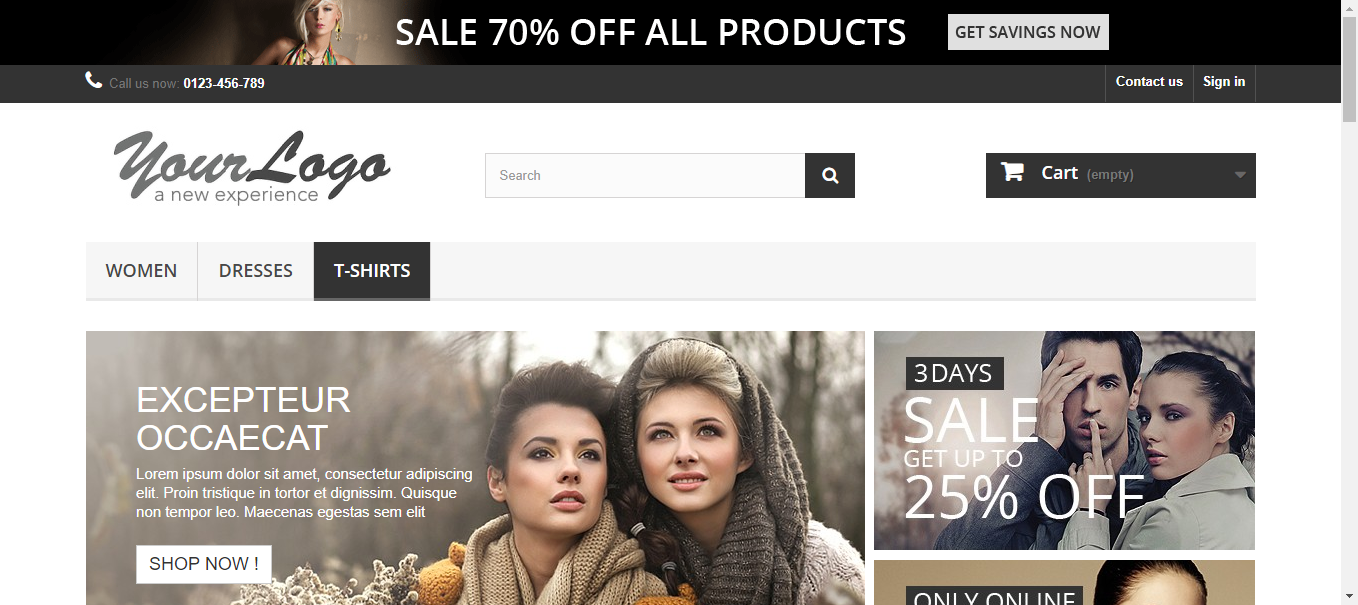 SALE 70% OFF ALL PRODUCTS
GET SAVINGS NOW
Call us now: 0123-456-789
Contact us
Sign in
YourLogo
a new experience
Search
Cart (empty)
WOMEN
DRESSES
T-SHIRTS
EXCEPTEUR
OCCAECAT
Lorem ipsum dolor sit amet, consectetur adipiscing
elit. Proin tristique in tortor et dignissim. Quisque
non tempor leo. Maecenas egestas sem elit
SHOP NOW !
3DAYS
SALE
GET UP TO
25% OFF
ONLY ONLINE